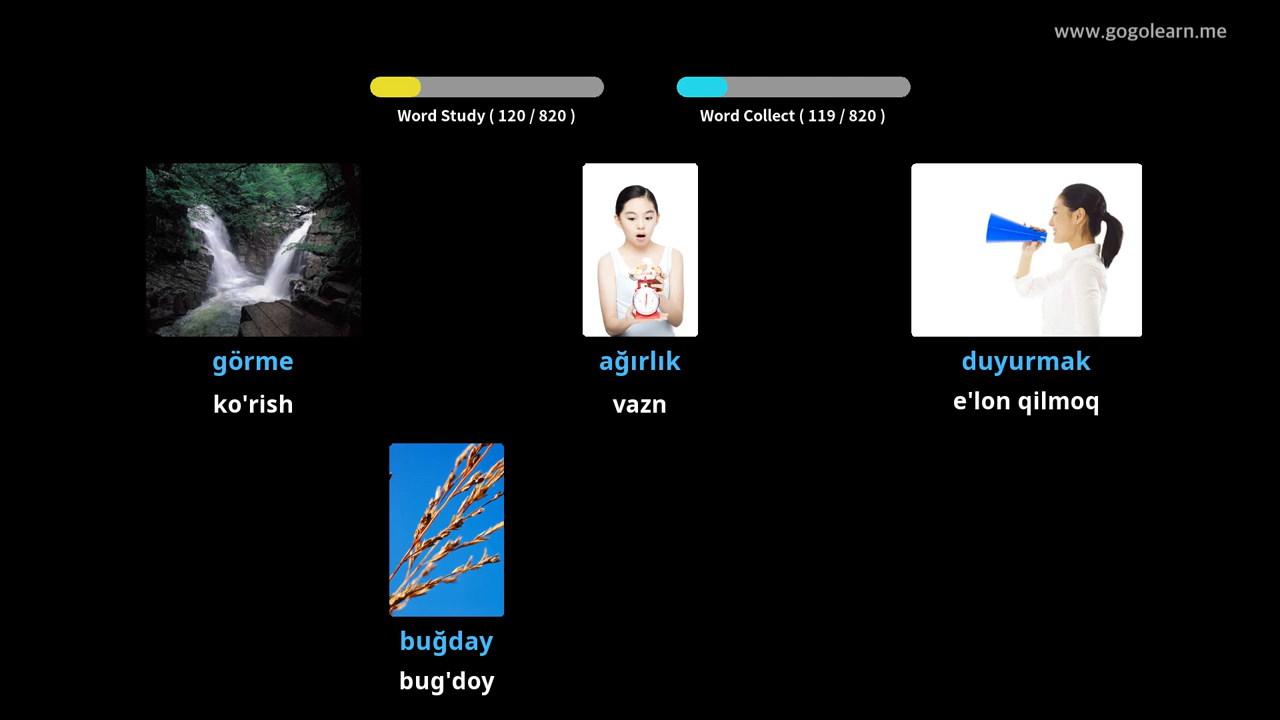 www.gogolearn.me
Word Study ( 120 / 820 )
Word Collect ( 119 / 820 )
görme
ko'rish
ağırlık
vazn
duyurmak
e'lon qilmoq
buğday
bug'doy